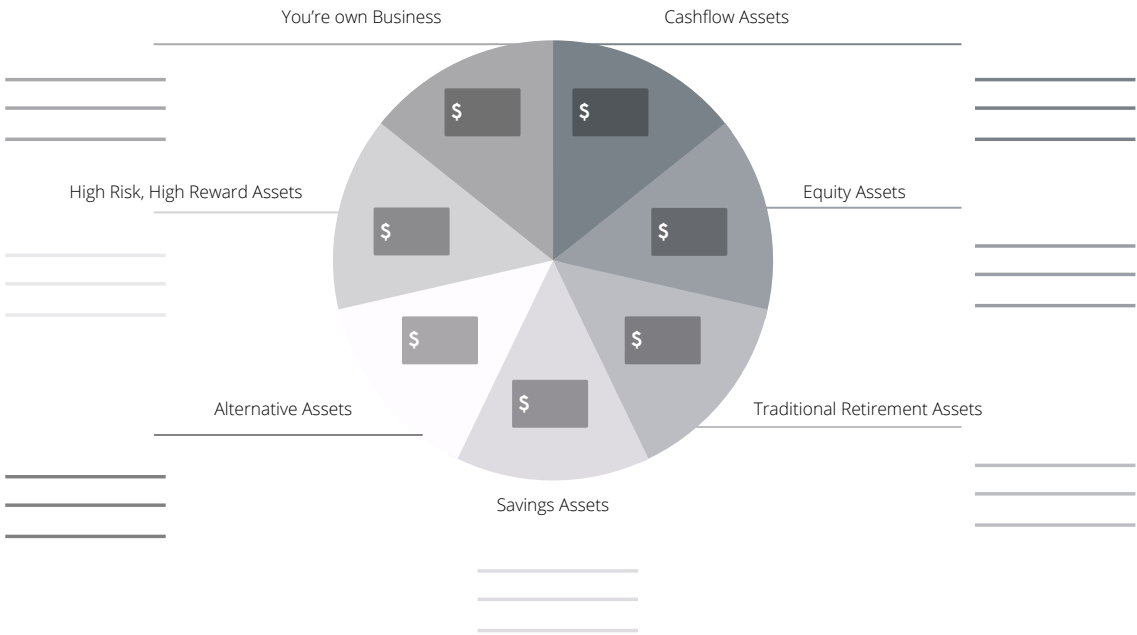 You’re own Business
Cashflow Assets
$
$
High Risk, High Reward Assets
Equity Assets
$
$
$
$
$
Alternative Assets
Traditional Retirement Assets
Savings Assets